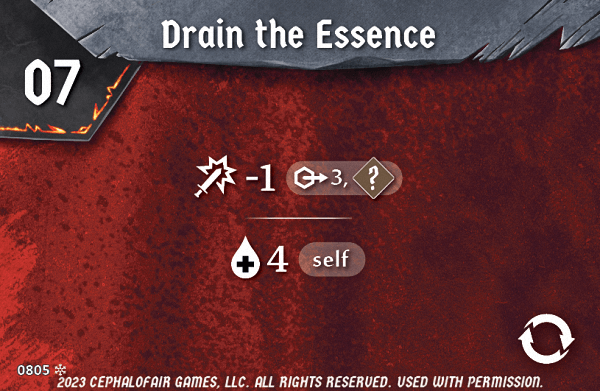 Drain the Essence
07
-1 3, ?
4 self
0805
2023 CEPHALOFAIR GAMES, LLC. ALL RIGHTS RESERVED. USED WITH PERMISSION.